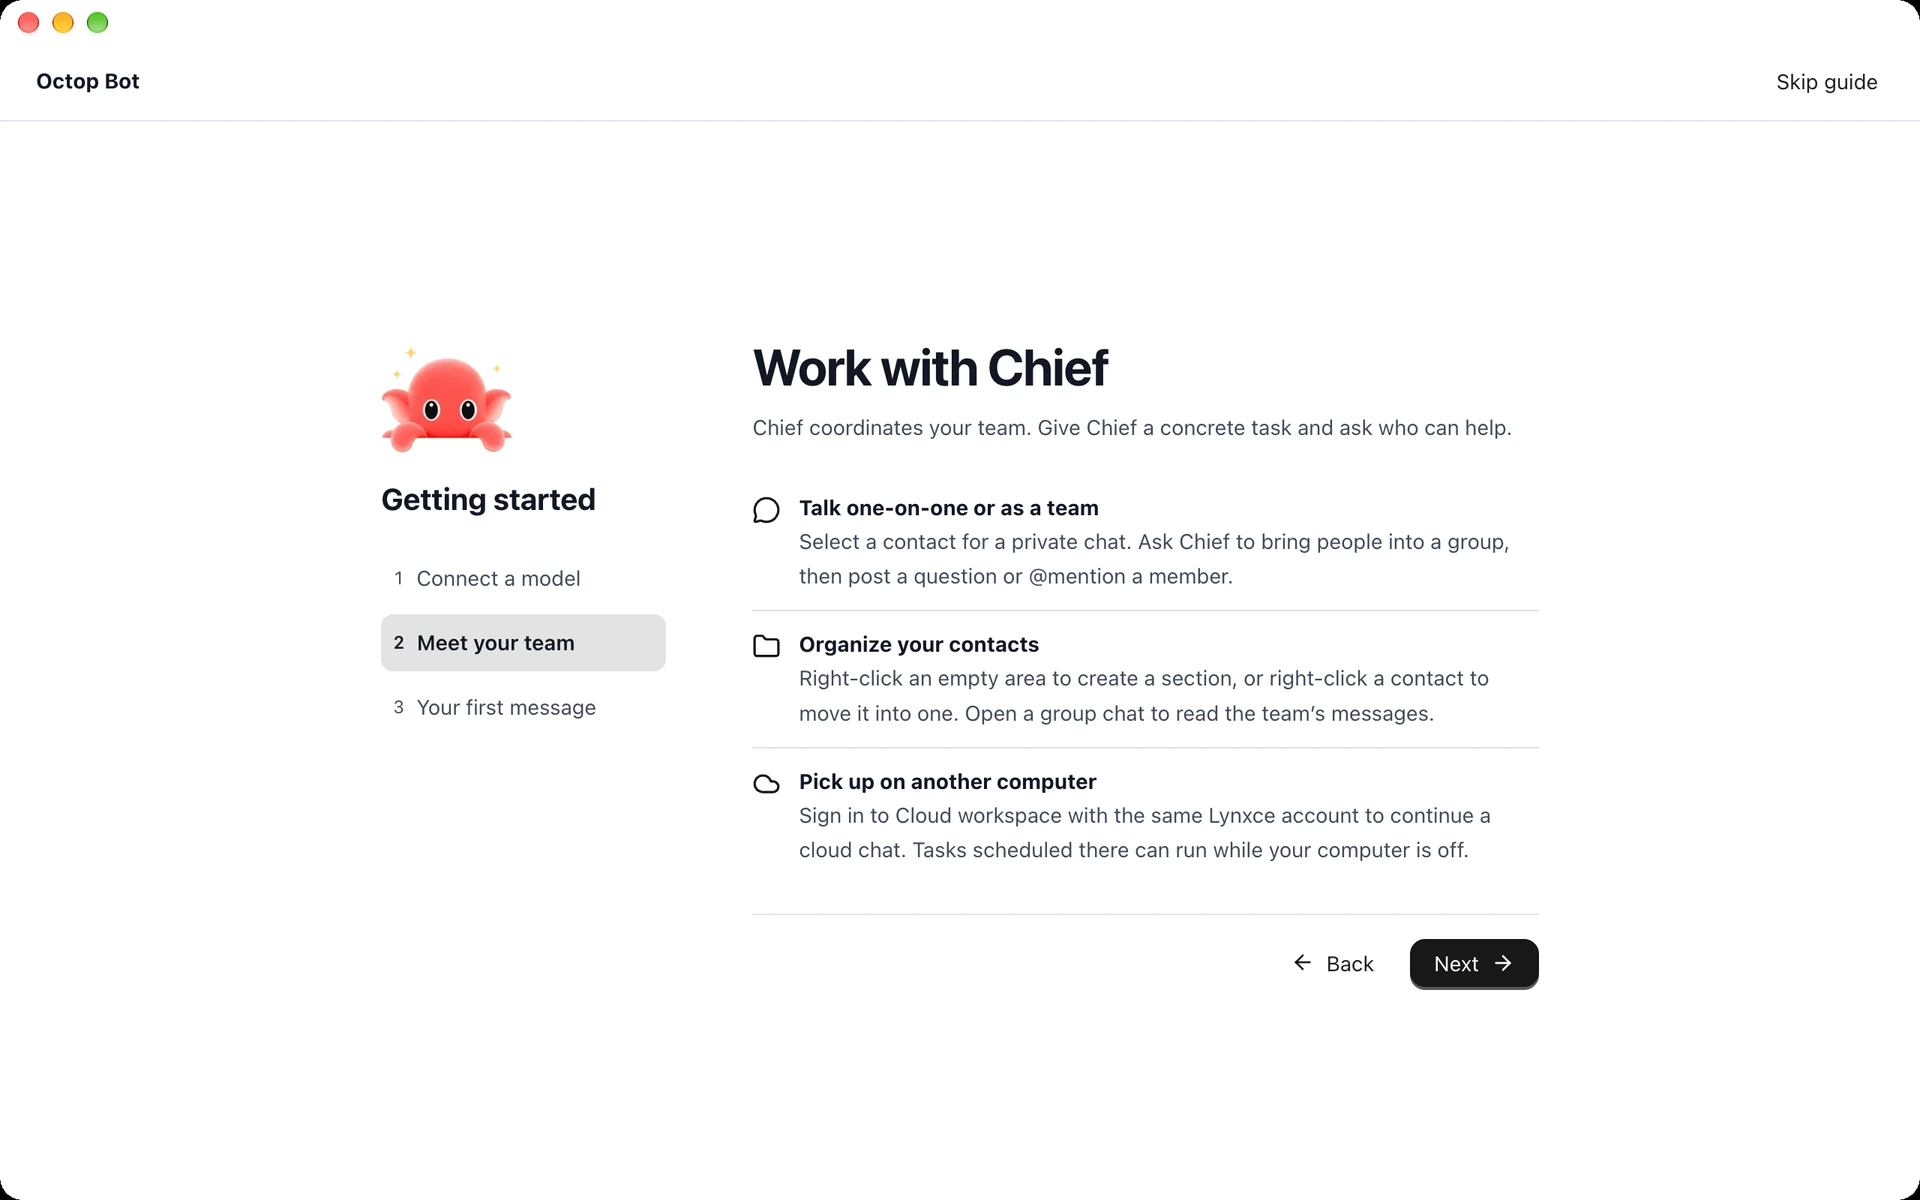 Octop Bot
Skip guide
Getting started
1 Connect a model
2 Meet your team
3 Your first message
Work with Chief
Chief coordinates your team. Give Chief a concrete task and ask who can help.
Talk one-on-one or as a team
Select a contact for a private chat. Ask Chief to bring people into a group,
then post a question or @mention a member.
Organize your contacts
Right-click an empty area to create a section, or right-click a contact to
move it into one. Open a group chat to read the team’s messages.
Pick up on another computer
Sign in to Cloud workspace with the same Lynxce account to continue a
cloud chat. Tasks scheduled there can run while your computer is off.
Back
Next